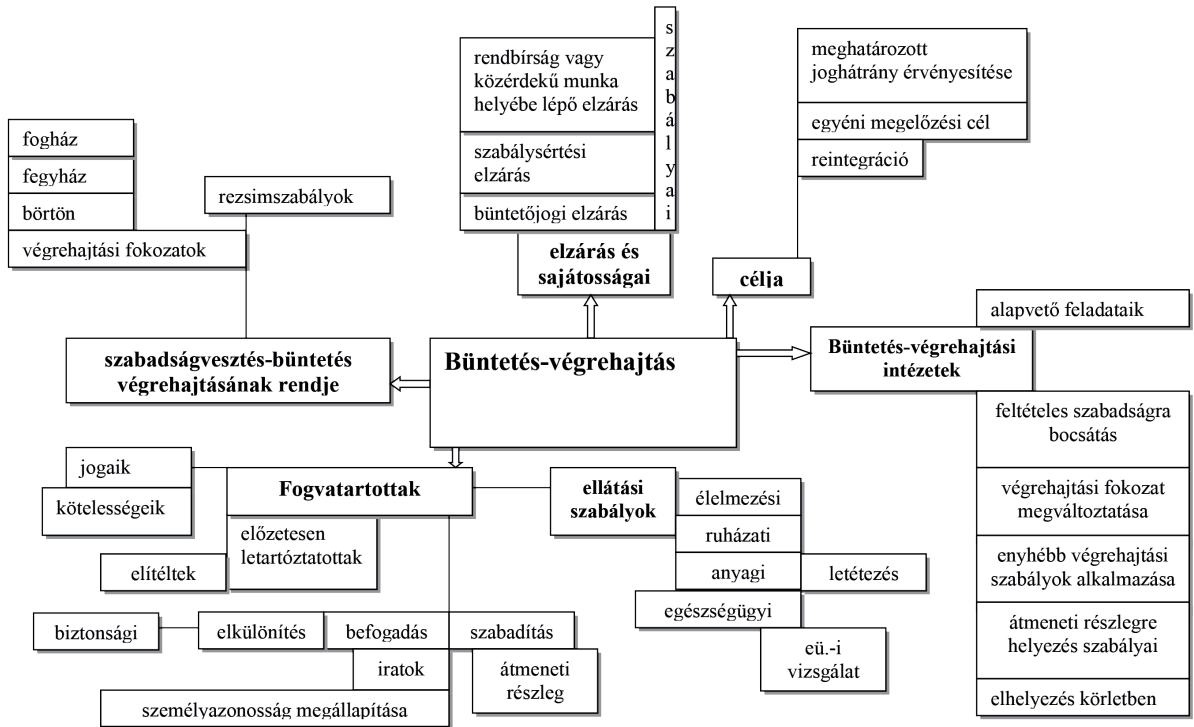 rendbírság vagy
közérdekű munka
helyébe lépő elzárás
szabálysértési
elzárás
büntetőjogi elzárás
szabályai
elzárás és
sajátosságai
meghatározott
joghátrány érvényesítése
egyéni megelőzési cél
reintegráció
célja
fogház
fegyház
börtön
végrehajtási fokozatok
rezsimszabályok
szabadságvesztés-büntetés
végrehajtásának rendje
Büntetés-végrehajtás
alapvető feladataik
Büntetés-végrehajtási
intézetek
feltételes szabadságra
bocsátás
végrehajtási fokozat
megváltoztatása
enyhébb végrehajtási
szabályok alkalmazása
átmeneti részlegre
helyezés szabályai
elhelyezés körletben
jogaik
kötelességeik
Fogvatartottak
előzetesen
letartóztatottak
elítéltek
ellátási
szabályok
élelmezési
ruházati
anyagi
letétezés
egészségügyi
eü.-i
vizsgálat
biztonsági
elkülönítés
befogadás
szabadítás
iratok
átmeneti
részleg
személyazonosság megállapítása